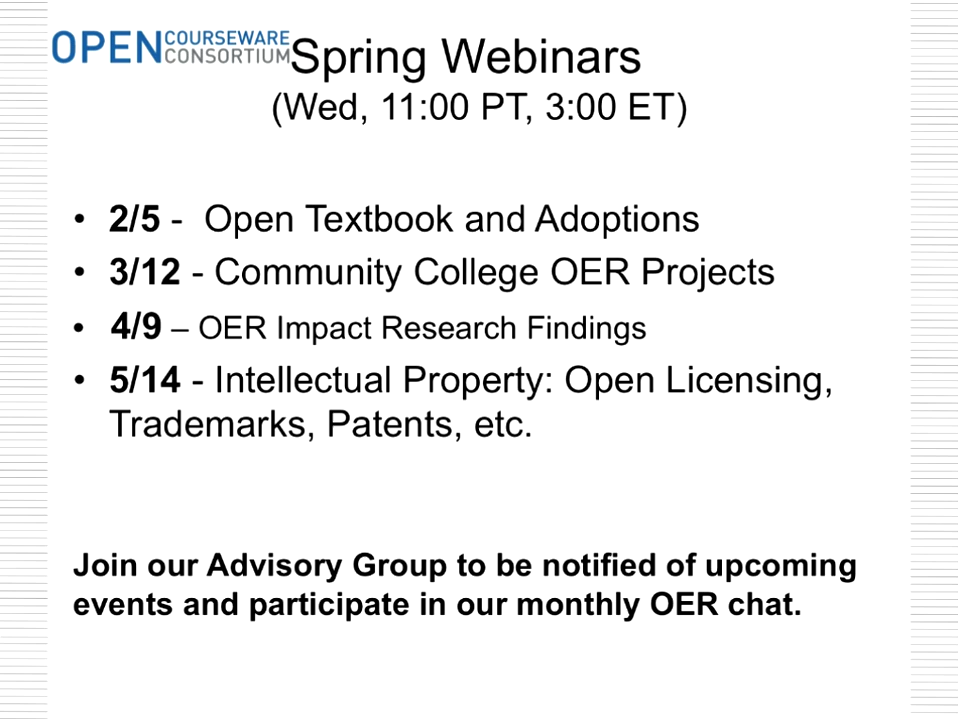 OPEN COURSEWARE CONSORTIUM
Spring Webinars
(Wed, 11:00 PT, 3:00 ET)
• 2/5 - Open Textbook and Adoptions
• 3/12 - Community College OER Projects
• 4/9 – OER Impact Research Findings
• 5/14 - Intellectual Property: Open Licensing,
Trademarks, Patents, etc.
Join our Advisory Group to be notified of upcoming
events and participate in our monthly OER chat.